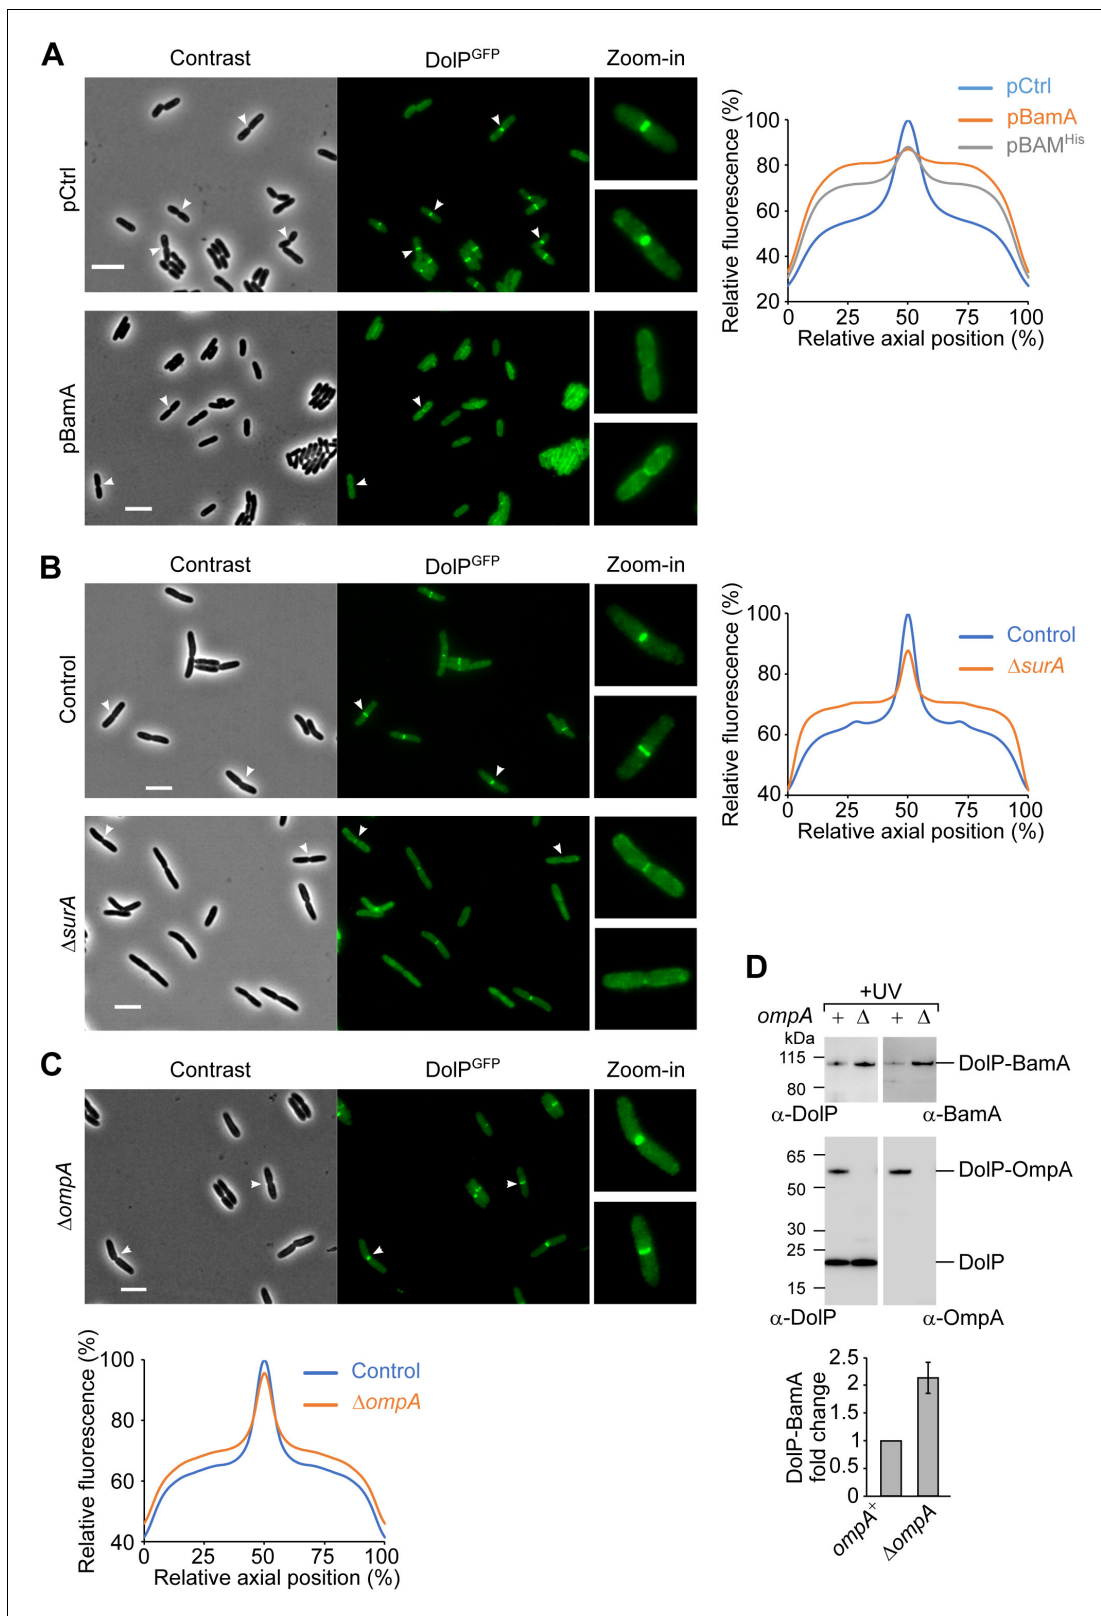 A
Contrast
DolP^GFP
Zoom-in
pCtrl
pBamA
Relative fluorescence (%)
100
80
60
40
20
0
25
50
75
100
Relative axial position (%)
pCtrl
pBamA
pBAM^His
B
Contrast
DolP^GFP
Zoom-in
Control
ΔsurA
Relative fluorescence (%)
100
80
60
40
0
25
50
75
100
Relative axial position (%)
Control
ΔsurA
C
Contrast
DolP^GFP
Zoom-in
ΔompA
Relative fluorescence (%)
100
80
60
40
0
25
50
75
100
Relative axial position (%)
Control
ΔompA
D
+UV
ompA + Δ + Δ
kDa
115
80
DolP-BamA
α-DolP
α-BamA
65
50
30
25
15
DolP-OmpA
DolP
α-DolP
α-OmpA
DolP-BamA
fold change
2.5
2
1.5
1
0.5
0
ompA⁺
ΔompA